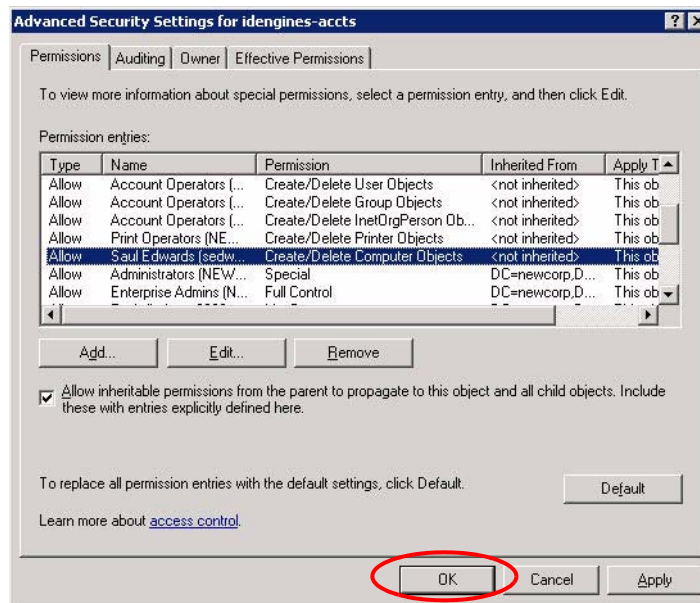 Advanced Security Settings for idengines-accts
Permissions Auditing Owner Effective Permissions
To view more information about special permissions, select a permission entry, and then click Edit.
Permission entries:
Type Name Permission Inherited From Apply T
Allow Account Operators (... Create/Delete User Objects <not inherited> This ob
Allow Account Operators (... Create/Delete Group Objects <not inherited> This ob
Allow Account Operators (... Create/Delete InetOrgPerson Ob... <not inherited> This ob
Allow Print Operators (NE... Create/Delete Printer Objects <not inherited> This ob
Allow Saul Edwards (sedw... Create/Delete Computer Objects <not inherited> This ob
Allow Administrators (NEW... Special DC=newcorp,D... This ob
Allow Enterprise Admins (N... Full Control DC=newcorp,D... This ob
Add... Edit... Remove
Allow inheritable permissions from the parent to propagate to this object and all child objects. Include
these with entries explicitly defined here.
To replace all permission entries with the default settings, click Default. Default
Learn more about access control.
OK Cancel Apply